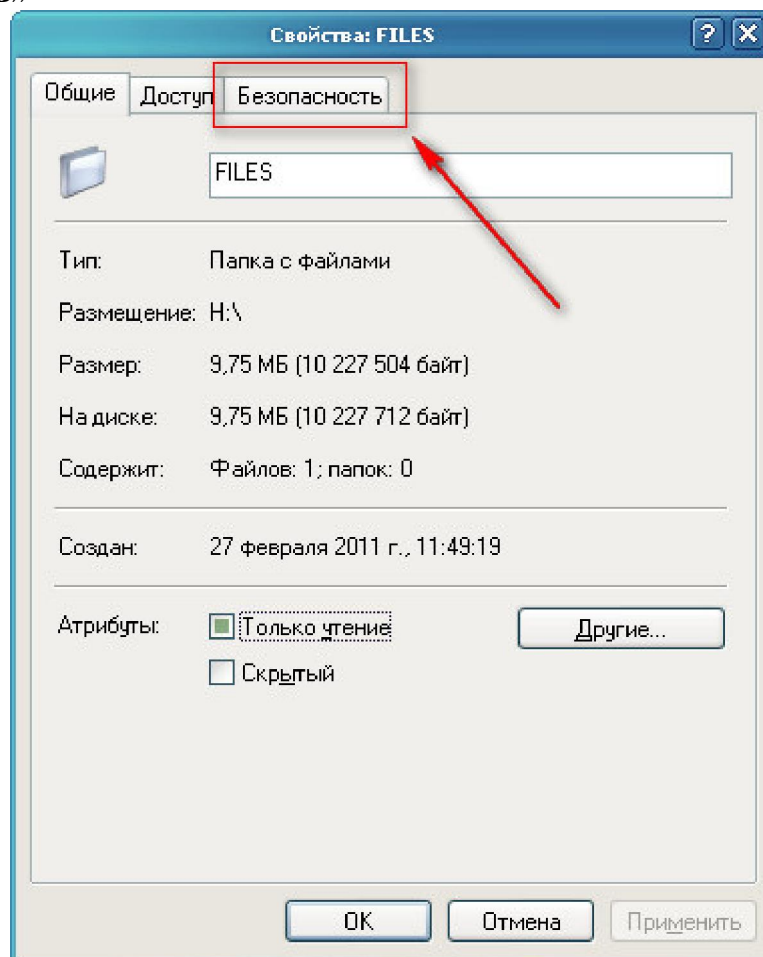 Свойства: FILES
Общие Доступ Безопасность
FILES
Тип: Папка с файлами
Размещение: H:\
Размер: 9,75 МБ (10 227 504 байт)
На диске: 9,75 МБ (10 227 712 байт)
Содержит: Файлов: 1; папок: 0
Создан: 27 февраля 2011 г., 11:49:19
Атрибуты: Только чтение Другие...
Скрытый
OK Отмена Применить